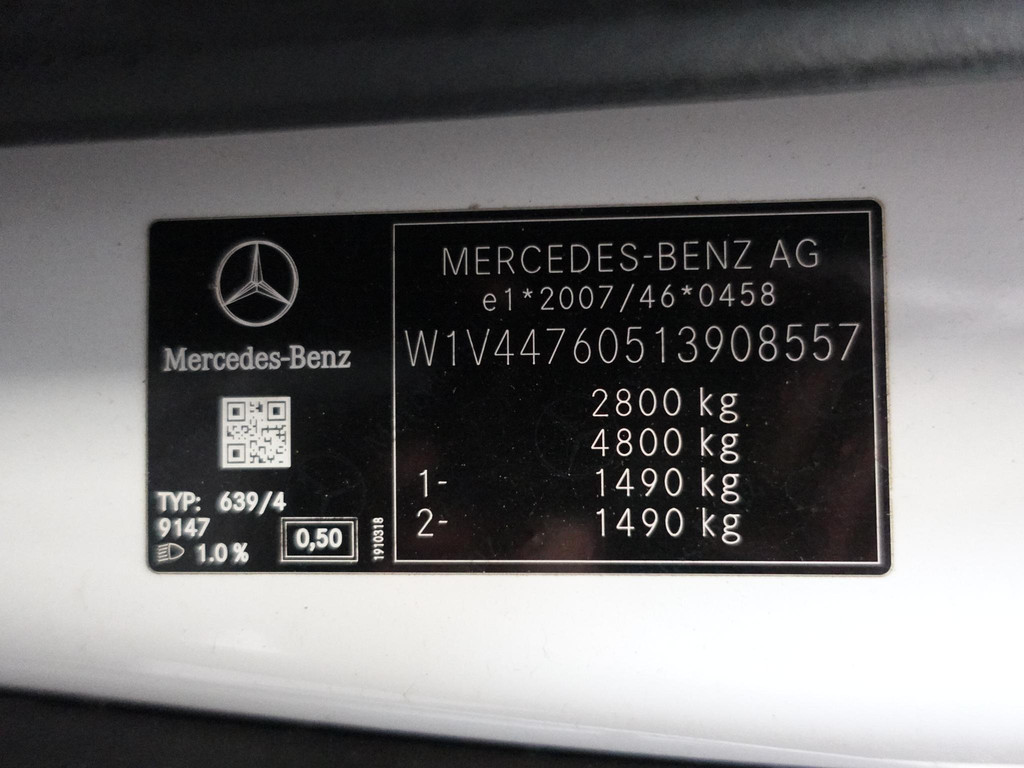 Mercedes-Benz
TYP: 639/4
9147
1.0 %
0,50
1910318
MERCEDES-BENZ AG
e1*2007/46*0458
W1V44760513908557
2800 kg
4800 kg
1- 1490 kg
2- 1490 kg